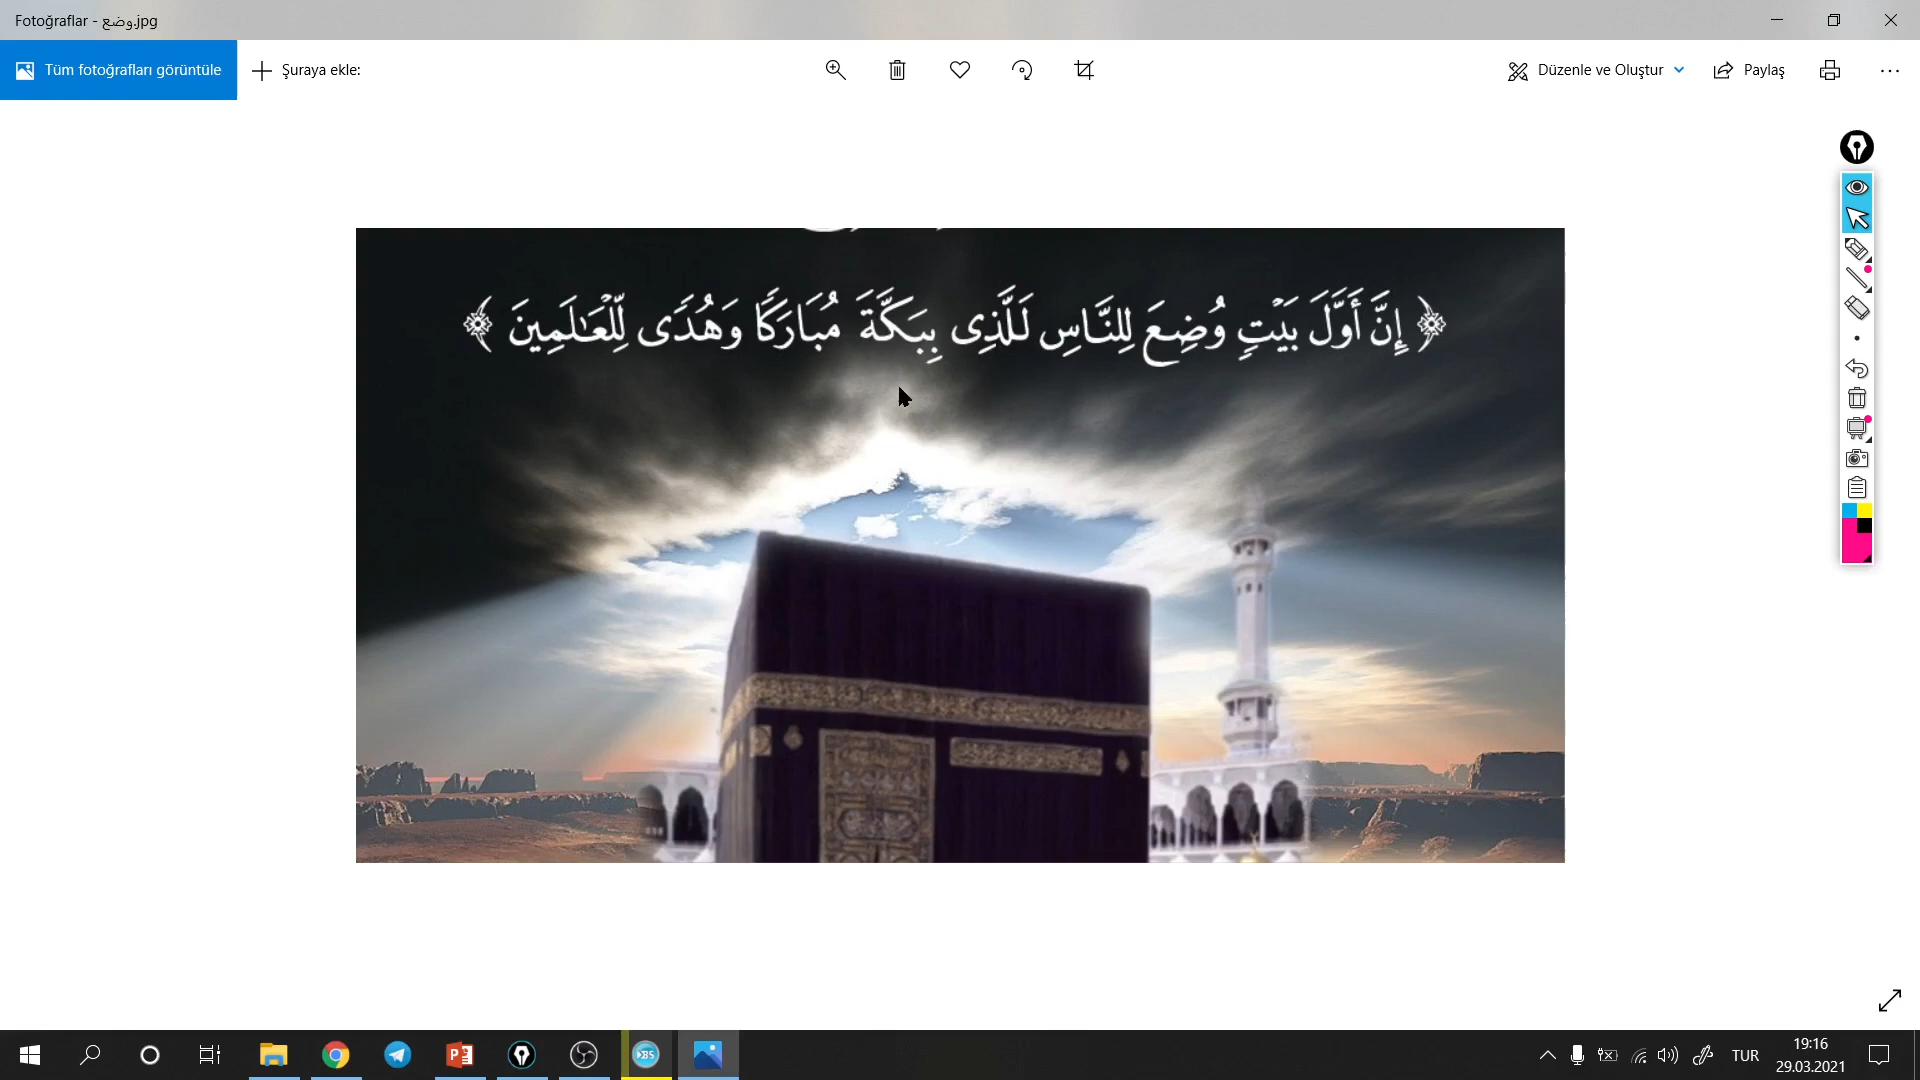 Fotoğraflar - وضع.jpg
Tüm fotoğrafları görüntüle
Şuraya ekle:
Düzenle ve Oluştur
Paylaş
﴿ إِنَّ أَوَّلَ بَيْتٍ وُضِعَ لِلنَّاسِ لَلَّذِى بِبَكَّةَ مُبَارَكًا وَهُدًى لِّلْعَـٰلَمِينَ ﴾
TUR
19:16
29.03.2021